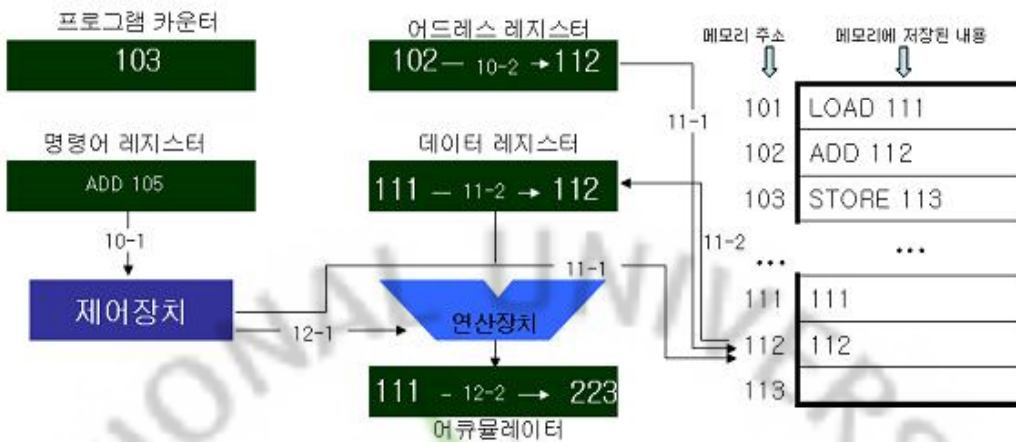 프로그램 카운터
103
어드레스 레지스터
102 — 10-2 → 112
명령어 레지스터
ADD 105
데이터 레지스터
111 — 11-2 → 112
10-1
제어장치
12-1
11-1
연산장치
111 - 12-2 → 223
어큐뮬레이터
11-1
11-2
메모리 주소 메모리에 저장된 내용
101 LOAD 111
102 ADD 112
103 STORE 113
... ...
111 111
112 112
113